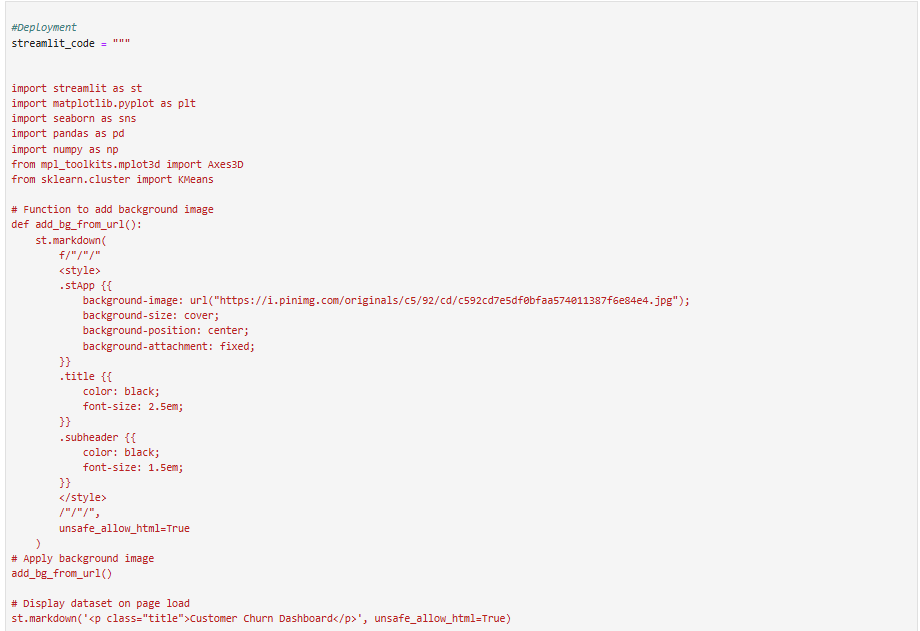 #Deployment
streamlit_code = """
import streamlit as st
import matplotlib.pyplot as plt
import seaborn as sns
import pandas as pd
import numpy as np
from mpl_toolkits.mplot3d import Axes3D
from sklearn.cluster import KMeans
# Function to add background image
def add_bg_from_url():
    st.markdown(
        f/"/"/"
        <style>
        .stApp {{
            background-image: url("https://i.pinimg.com/originals/c5/92/cd/c592cd7e5df0bfaa574011387f6e84e4.jpg");
            background-size: cover;
            background-position: center;
            background-attachment: fixed;
        }}
        .title {{
            color: black;
            font-size: 2.5em;
        }}
        .subheader {{
            color: black;
            font-size: 1.5em;
        }}
        </style>
        /"/"/",
        unsafe_allow_html=True
    )
# Apply background image
add_bg_from_url()
# Display dataset on page load
st.markdown('<p class="title">Customer Churn Dashboard</p>', unsafe_allow_html=True)